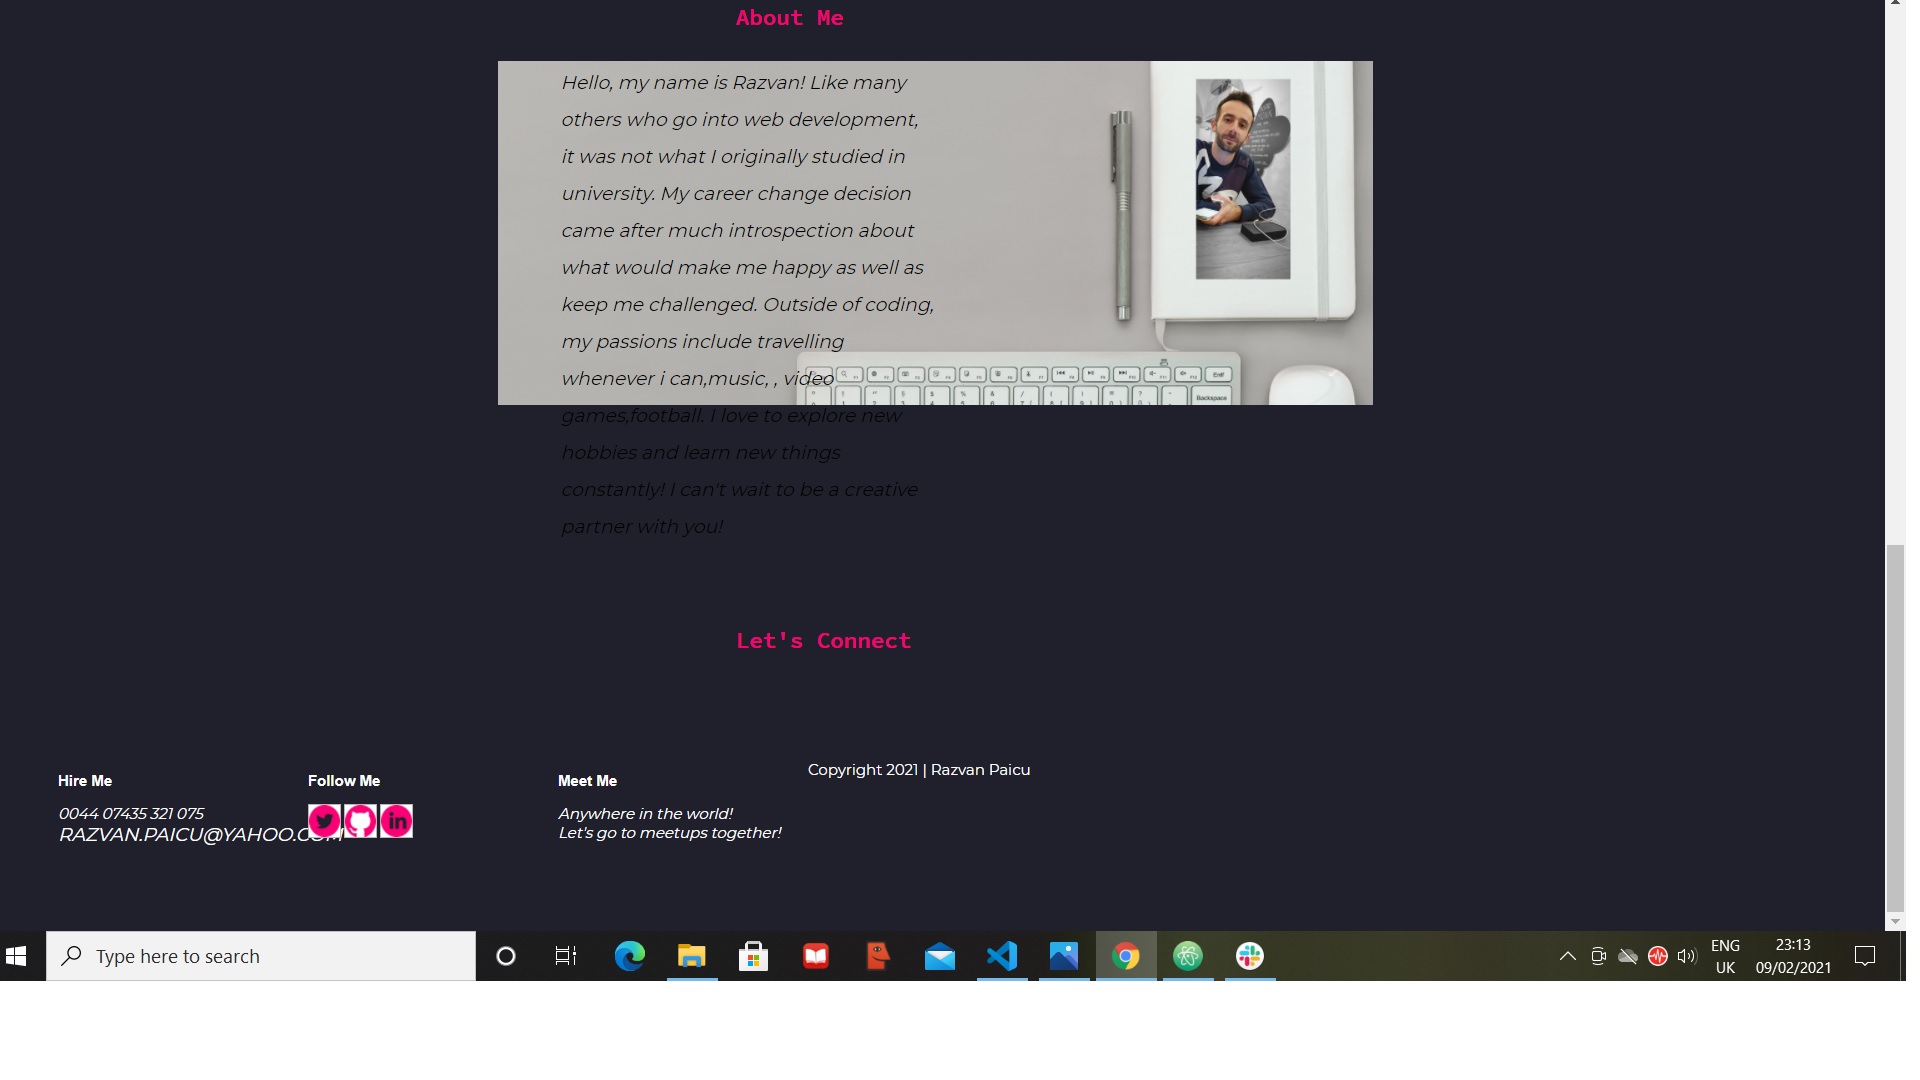 About Me
Hello, my name is Razvan! Like many
others who go into web development,
it was not what I originally studied in
university. My career change decision
came after much introspection about
what would make me happy as well as
keep me challenged. Outside of coding,
my passions include travelling
whenever i can,music, , video
games,football. I love to explore new
hobbies and learn new things
constantly! I can't wait to be a creative
partner with you!
Backspace
Let's Connect
Hire Me
0044 07435 321 075
RAZVAN.PAICU@YAHOO.COM
Follow Me
in
Meet Me
Anywhere in the world!
Let's go to meetups together!
Copyright 2021 | Razvan Paicu
Type here to search
ENG
UK
23:13
09/02/2021